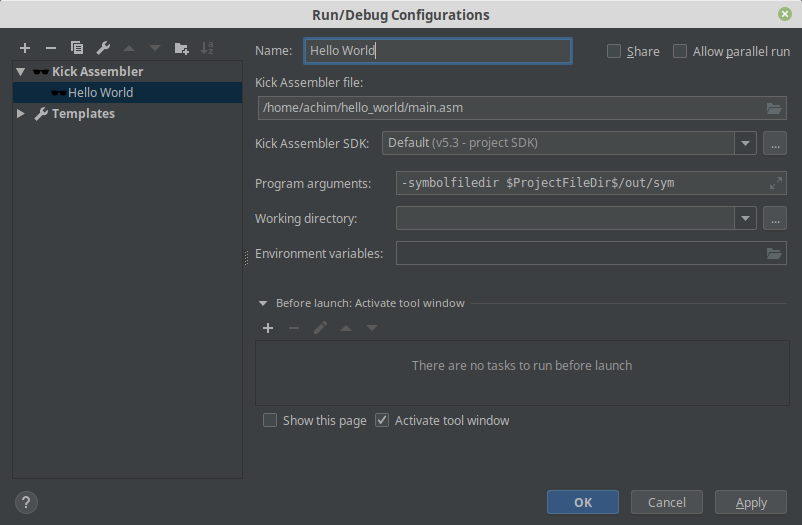 Run/Debug Configurations
Name: Hello World Share Allow parallel run
Kick Assembler
Hello World
Templates
Kick Assembler file:
/home/achim/hello_world/main.asm
Kick Assembler SDK: Default (v5.3 - project SDK) ...
Program arguments: -symbolfiledir $ProjectFileDir$/out/sym
Working directory: ...
Environment variables:
Before launch: Activate tool window
There are no tasks to run before launch
Show this page Activate tool window
? OK Cancel Apply